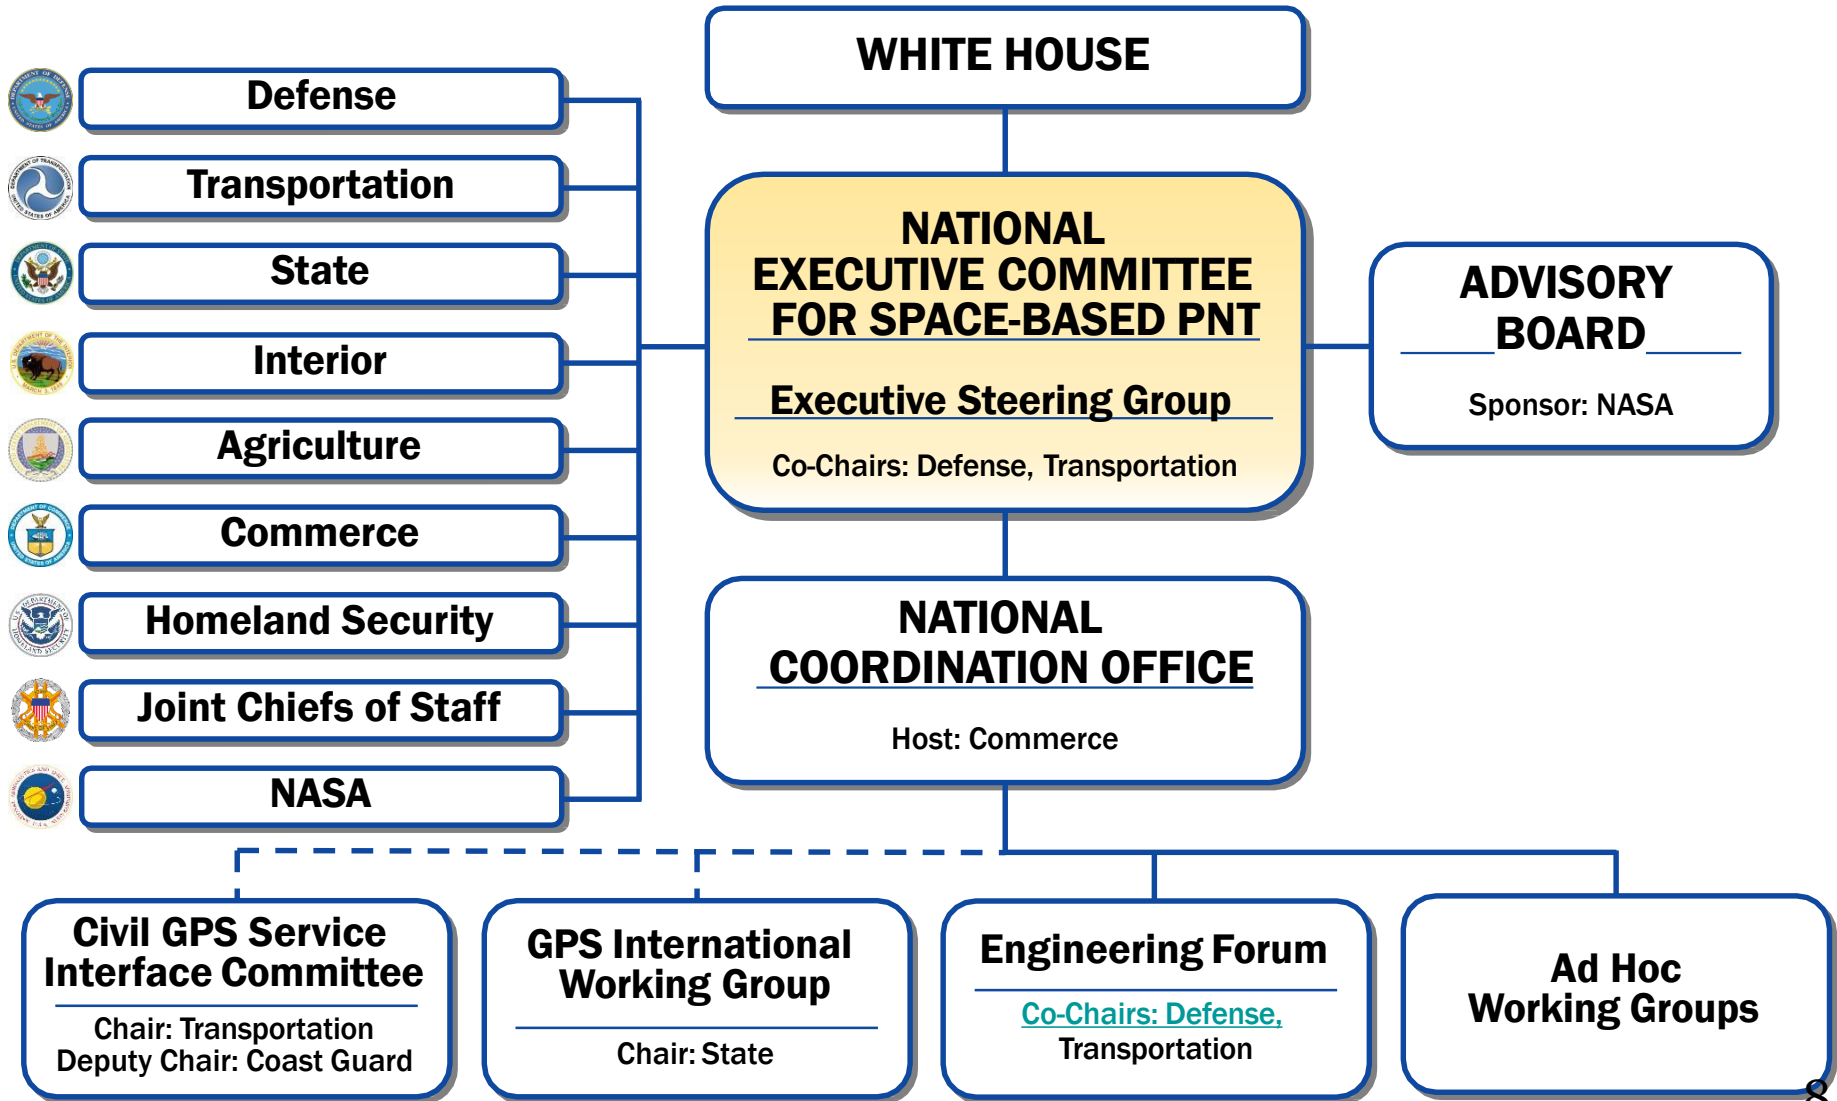 WHITE HOUSE
Defense
Transportation
State
Interior
Agriculture
Commerce
Homeland Security
Joint Chiefs of Staff
NASA
NATIONAL
EXECUTIVE COMMITTEE
FOR SPACE-BASED PNT
Executive Steering Group
Co-Chairs: Defense, Transportation
ADVISORY
BOARD
Sponsor: NASA
NATIONAL
COORDINATION OFFICE
Host: Commerce
Civil GPS Service
Interface Committee
Chair: Transportation
Deputy Chair: Coast Guard
GPS International
Working Group
Chair: State
Engineering Forum
Co-Chairs: Defense,
Transportation
Ad Hoc
Working Groups
8